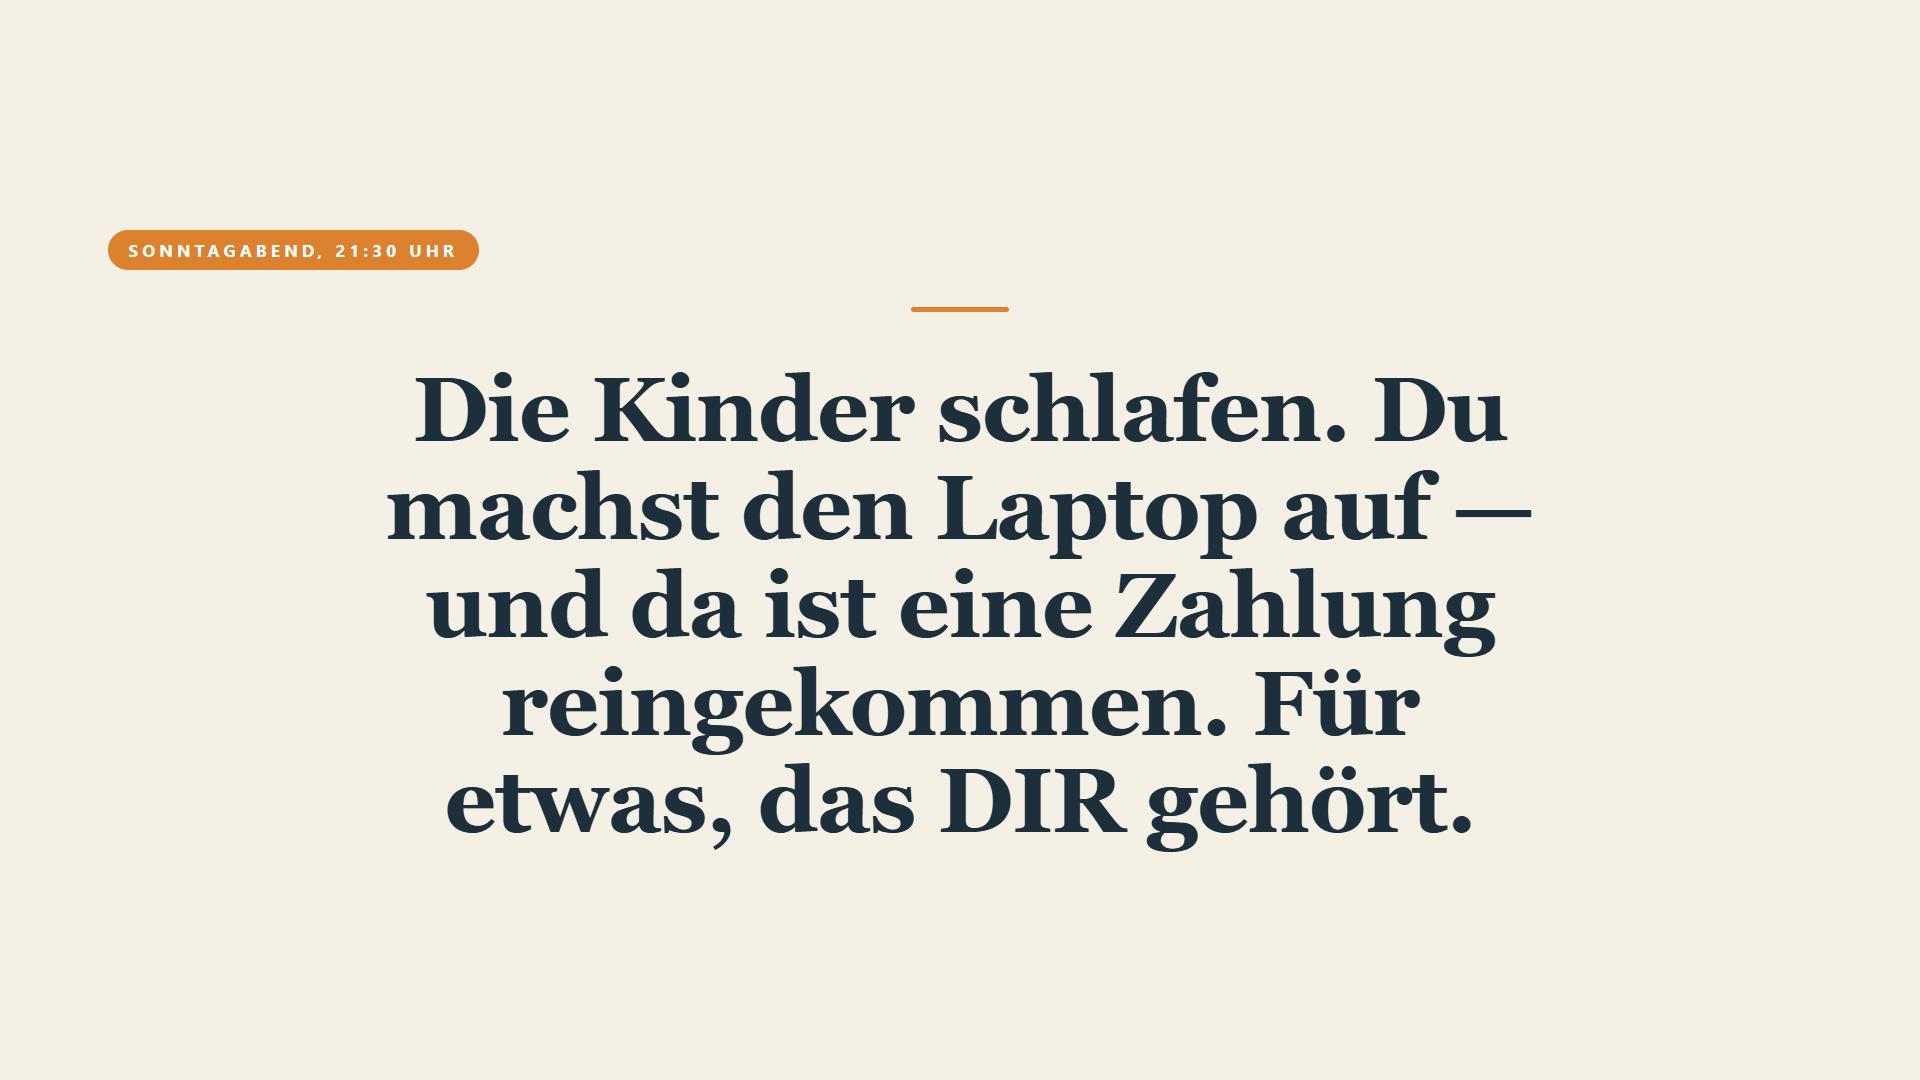 SONNTAGABEND, 21:30 UHR
Die Kinder schlafen. Du
machst den Laptop auf —
und da ist eine Zahlung
reingekommen. Für
etwas, das DIR gehört.